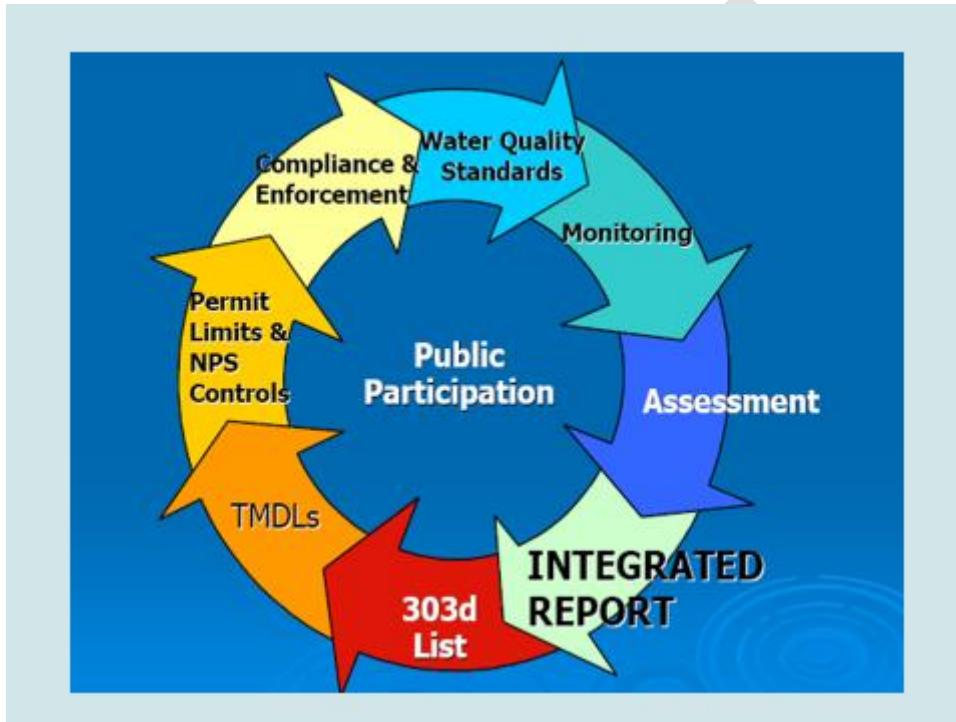 Water Quality
Standards
Monitoring
Assessment
INTEGRATED
REPORT
303d
List
TMDLs
Permit
Limits &
NPS
Controls
Compliance &
Enforcement
Public
Participation